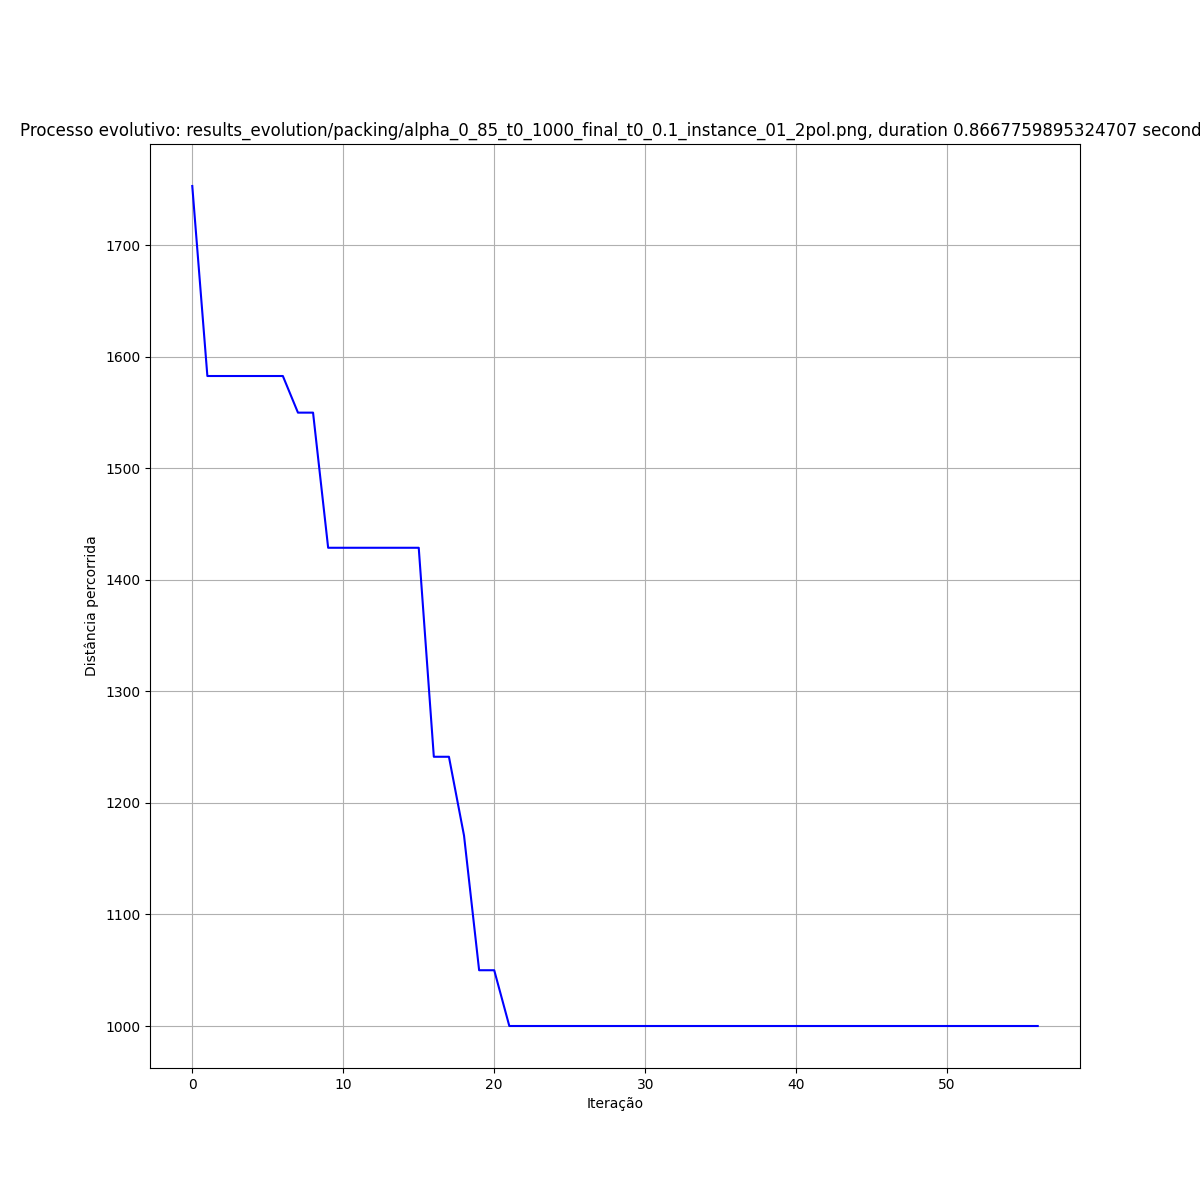 Processo evolutivo: results_evolution/packing/alpha_0_85_t0_1000_final_t0_0.1_instance_01_2pol.png, duration 0.8667759895324707 second
1700
1600
1500
1400
1300
1200
1100
1000
Distância percorrida
0 10 20 30 40 50
Iteração